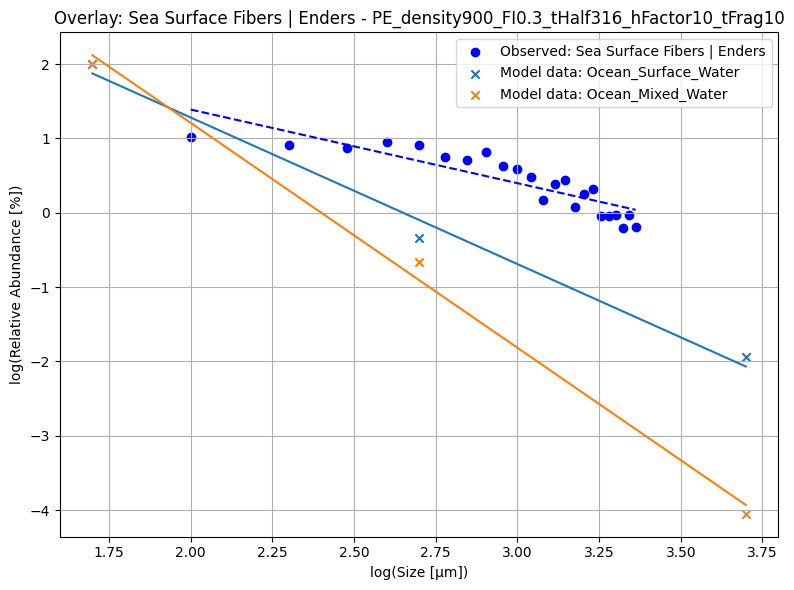 Overlay: Sea Surface Fibers | Enders - PE_density900_FI0.3_tHalf316_hFactor10_tFrag10
Observed: Sea Surface Fibers | Enders
Model data: Ocean_Surface_Water
Model data: Ocean_Mixed_Water
log(Relative Abundance [%])
2
1
0
−1
−2
−3
−4
1.75
2.00
2.25
2.50
2.75
3.00
3.25
3.50
3.75
log(Size [µm])